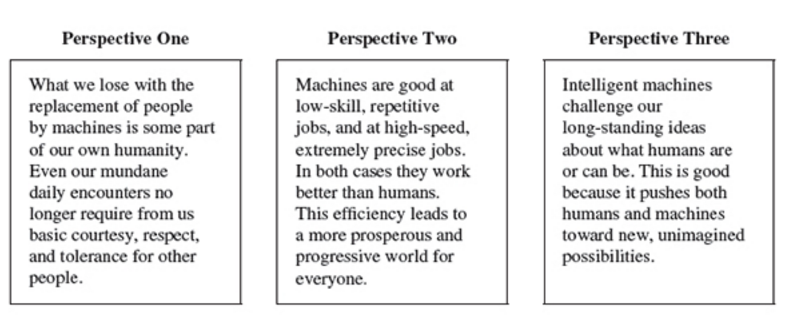 Perspective One
What we lose with the
replacement of people
by machines is some part
of our own humanity.
Even our mundane
daily encounters no
longer require from us
basic courtesy, respect,
and tolerance for other
people.
Perspective Two
Machines are good at
low-skill, repetitive
jobs, and at high-speed,
extremely precise jobs.
In both cases they work
better than humans.
This efficiency leads to
a more prosperous and
progressive world for
everyone.
Perspective Three
Intelligent machines
challenge our
long-standing ideas
about what humans are
or can be. This is good
because it pushes both
humans and machines
toward new, unimagined
possibilities.